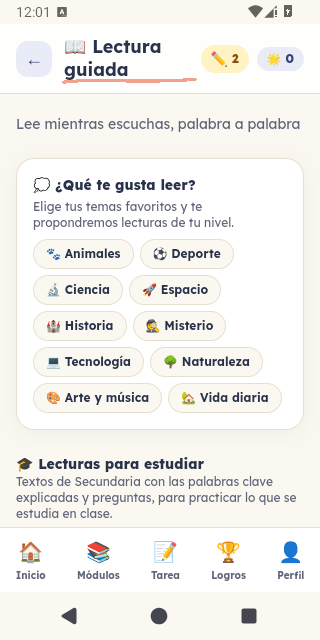 12:01
Lectura guiada
2
0
Lee mientras escuchas, palabra a palabra
¿Qué te gusta leer?
Elige tus temas favoritos y te
propondremos lecturas de tu nivel.
Animales
Deporte
Ciencia
Espacio
Historia
Misterio
Tecnología
Naturaleza
Arte y música
Vida diaria
Lecturas para estudiar
Textos de Secundaria con las palabras clave
explicadas y preguntas, para practicar lo que se
estudia en clase.
Inicio
Módulos
Tarea
Logros
Perfil